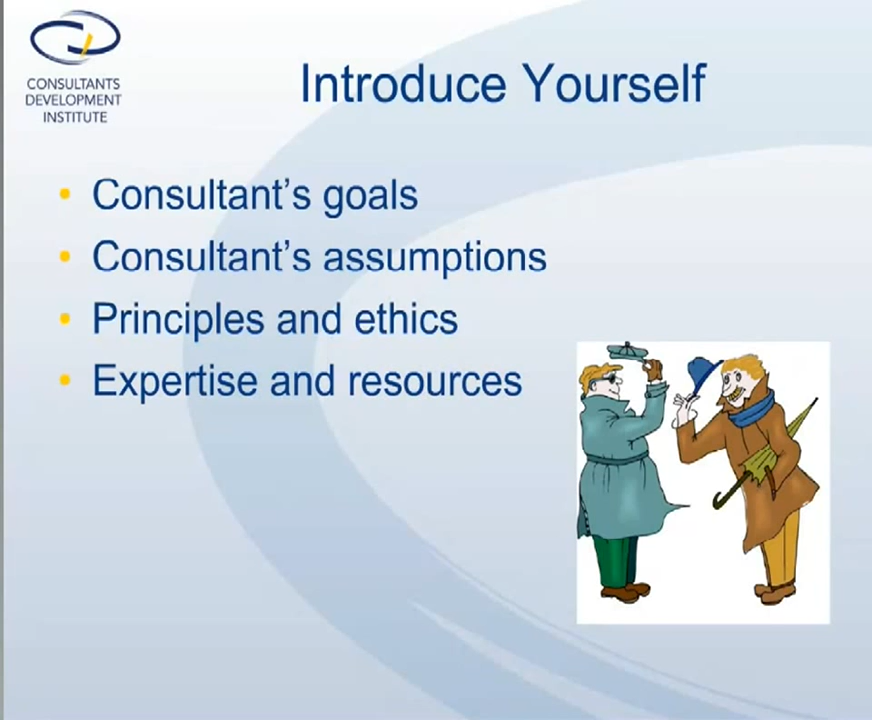 CONSULTANTS
DEVELOPMENT
INSTITUTE
Introduce Yourself
• Consultant’s goals
• Consultant’s assumptions
• Principles and ethics
• Expertise and resources